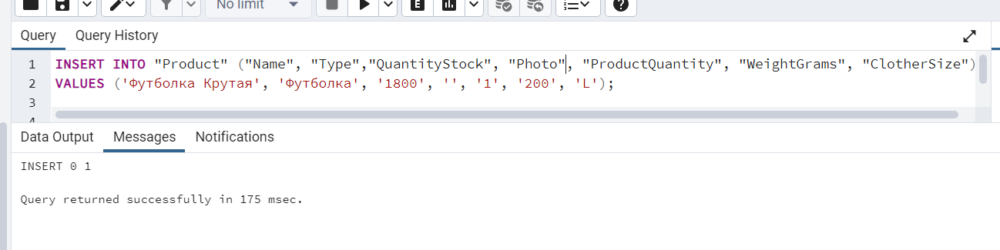 No limit
Query Query History
1 INSERT INTO "Product" ("Name", "Type","QuantityStock", "Photo", "ProductQuantity", "WeightGrams", "ClotherSize")
2 VALUES ('Футболка Крутая', 'Футболка', '1800', '', '1', '200', 'L');
3
4
Data Output Messages Notifications
INSERT 0 1
Query returned successfully in 175 msec.